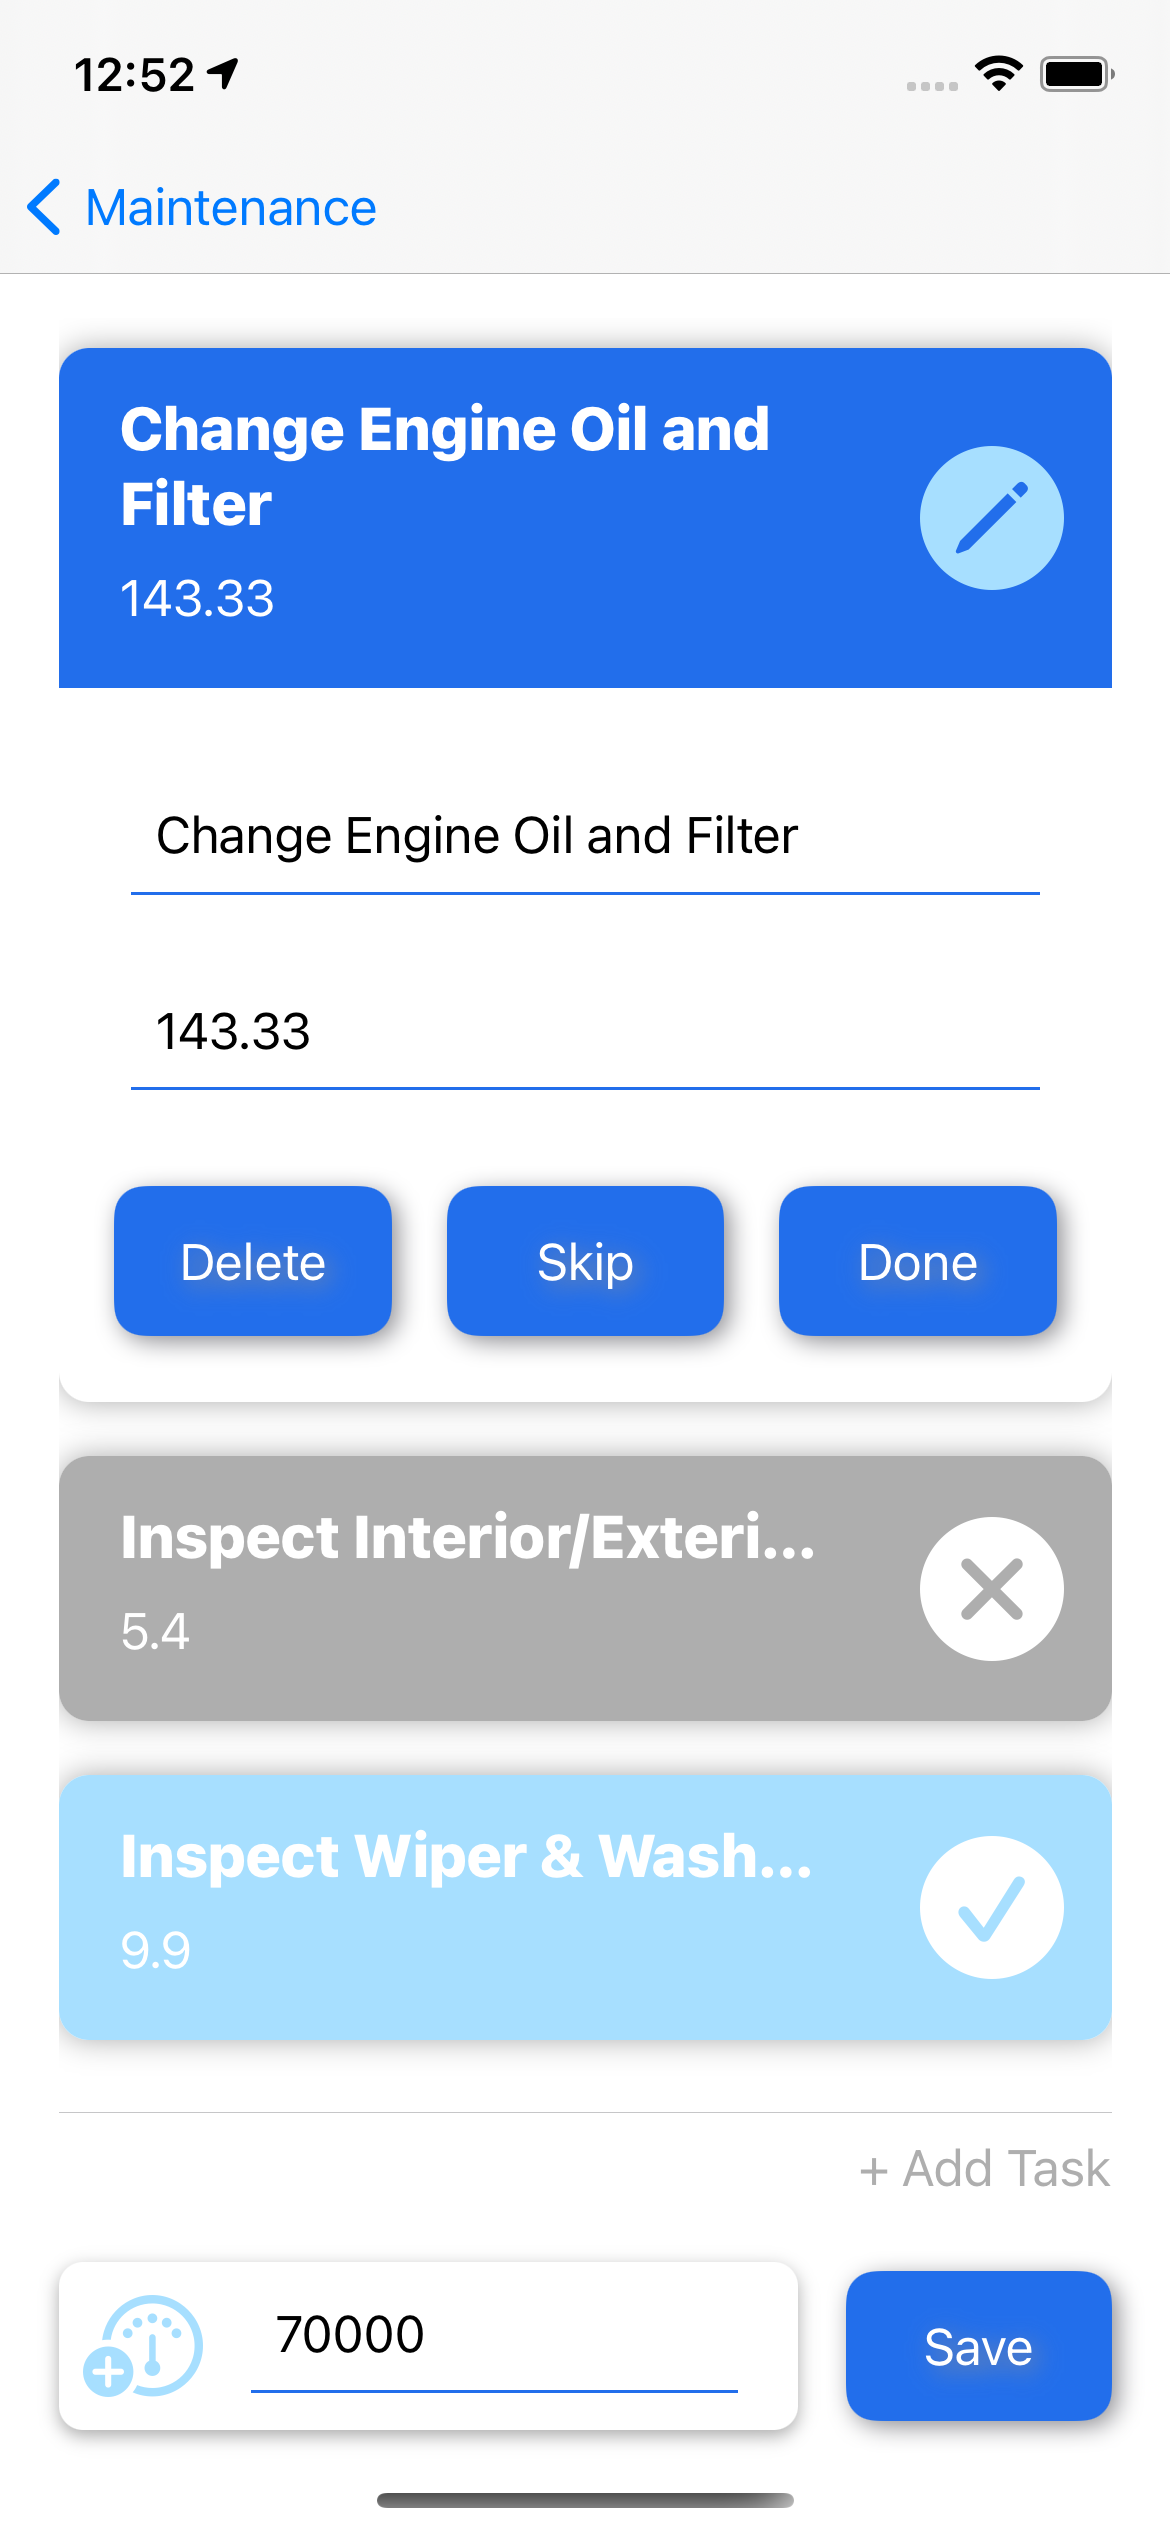 12:52
Maintenance
Change Engine Oil and
Filter
143.33
Change Engine Oil and Filter
143.33
Delete Skip Done
Inspect Interior/Exteri...
5.4
Inspect Wiper & Wash...
9.9
+ Add Task
70000
Save